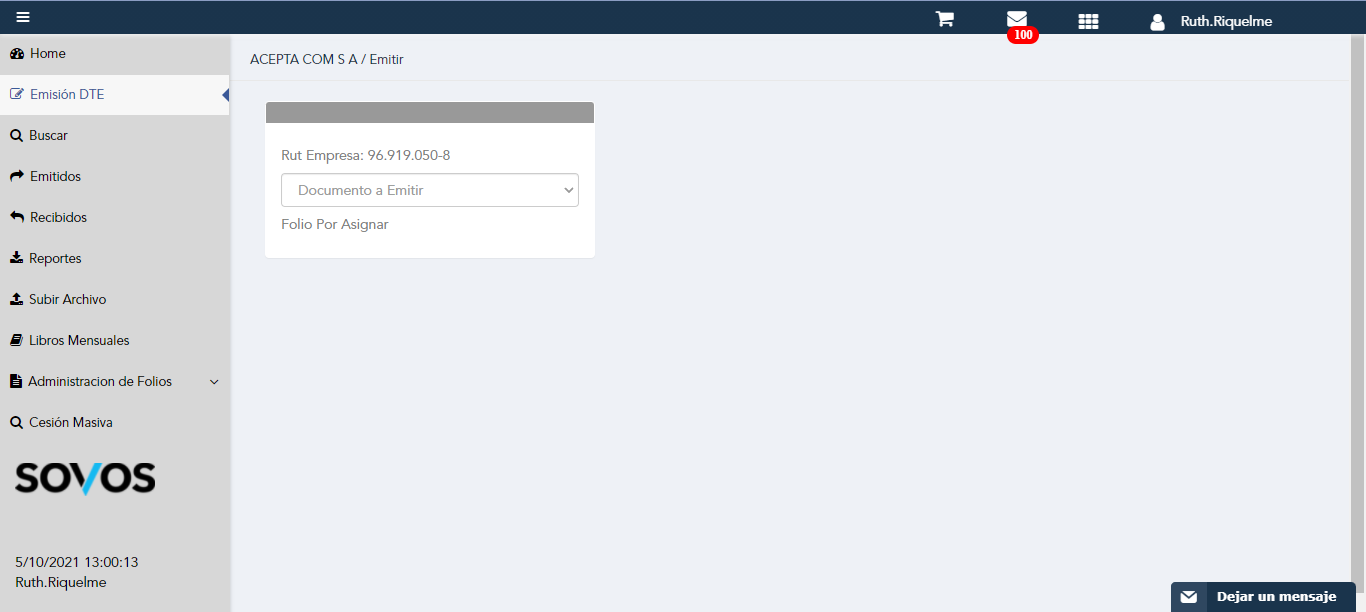 100
Ruth.Riquelme
Home
Emisión DTE
Buscar
Emitidos
Recibidos
Reportes
Subir Archivo
Libros Mensuales
Administracion de Folios
Cesión Masiva
SOVOS
5/10/2021 13:00:13
Ruth.Riquelme
ACEPTA COM S A / Emitir
Rut Empresa: 96.919.050-8
Documento a Emitir
Folio Por Asignar
Dejar un mensaje